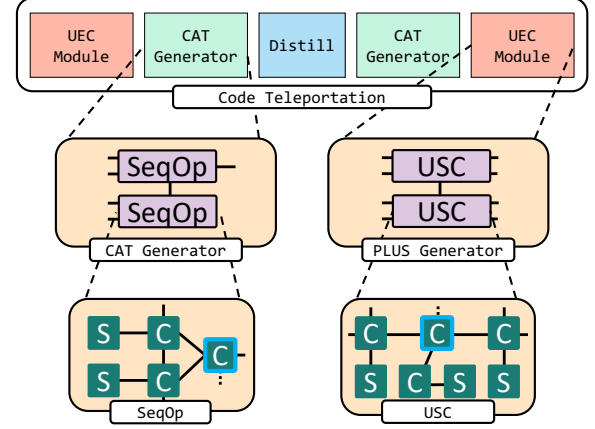 UEC
Module
CAT
Generator
Distill
CAT
Generator
UEC
Module
Code Teleportation
SeqOp
SeqOp
CAT Generator
USC
USC
PLUS Generator
S C
C
S C
SeqOp
C C C
S C S S
USC